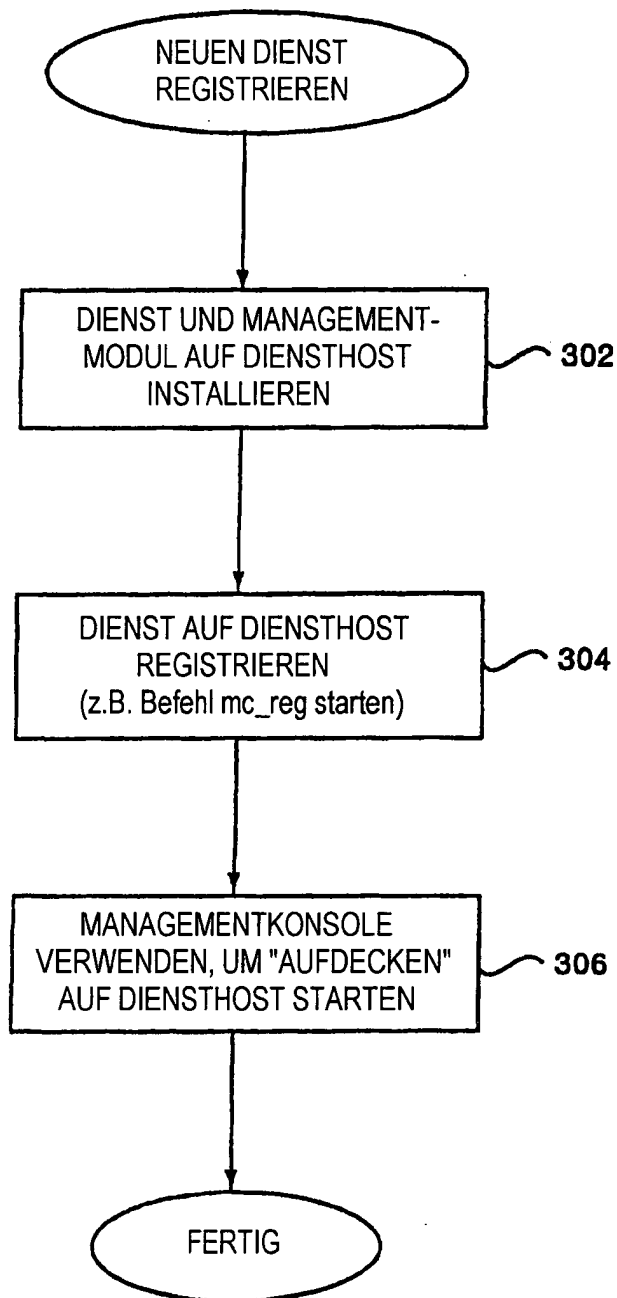 NEUEN DIENST
REGISTRIEREN
DIENST UND MANAGEMENT-
MODUL AUF DIENSTHOST
INSTALLIEREN
302
DIENST AUF DIENSTHOST
REGISTRIEREN
(z.B. Befehl mc_reg starten)
304
MANAGEMENTKONSOLE
VERWENDEN, UM "AUFDECKEN"
AUF DIENSTHOST STARTEN
306
FERTIG